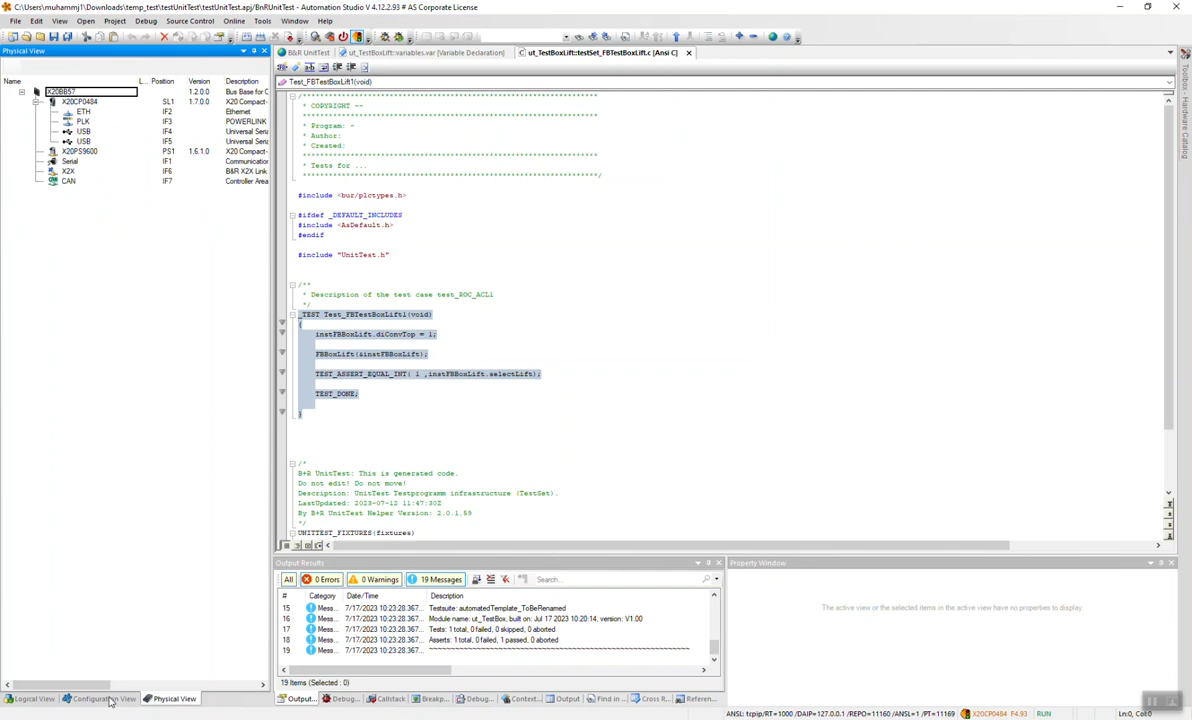 C:\Users\muhammj1\Downloads\temp_test\testUnitTest\testUnitTest.apj/BnRUnitTest - Automation Studio V 4.12.2.93 # AS Corporate License
File Edit View Open Project Debug Source Control Online Tools Window Help
Physical View
B&R UnitTest ut_TestBoxLift::variables.var [Variable Declaration] ut_TestBoxLift::testSet_FBTestBoxLift.c [Ansi C]
Name L... Position Version Description
Test_FBTestBoxLift1(void)
X20BB57 1.2.0.0 Bus Base for C
X20CP0484 SL1 1.7.0.0 X20 Compact-
ETH IF2 Ethernet
PLK IF3 POWERLINK
USB IF4 Universal Seria
USB IF5 Universal Seria
X20PS9600 PS1 1.6.1.0 X20 Compact-
Serial IF1 Communication
X2X IF6 B&R X2X Link
CAN IF7 Controller Area
/****************************************************************************
* COPYRIGHT --
****************************************************************************
* Program: -
* Author:
* Created:
****************************************************************************
* Tests for ...
****************************************************************************/
#include <bur/plctypes.h>
#ifdef _DEFAULT_INCLUDES
#include <AsDefault.h>
#endif
#include "UnitTest.h"
/**
* Description of the test case test_ROC_ACL1
*/
_TEST Test_FBTestBoxLift1(void)
{
instFBBoxLift.diConvTop = 1;
FBBoxLift(&instFBBoxLift);
TEST_ASSERT_EQUAL_INT( 1 ,instFBBoxLift.selectLift);
TEST_DONE;
}
/*
B+R UnitTest: This is generated code.
Do not edit! Do not move!
Description: UnitTest Testprogramm infrastructure (TestSet).
LastUpdated: 2023-07-12 11:47:30Z
By B+R UnitTest Helper Version: 2.0.1.59
*/
UNITTEST_FIXTURES(fixtures)
Output Results
All 0 Errors 0 Warnings 19 Messages Search...
# Category Date/Time Description
15 Mess... 7/17/2023 10:23:28.367... Testsuite: automatedTemplate_ToBeRenamed
16 Mess... 7/17/2023 10:23:28.367... Module name: ut_TestBox, built on: Jul 17 2023 10:20:14, version: V1.00
17 Mess... 7/17/2023 10:23:28.367... Tests: 1 total, 0 failed, 0 skipped, 0 aborted
18 Mess... 7/17/2023 10:23:28.367... Asserts: 1 total, 0 failed, 1 passed, 0 aborted
19 Mess... 7/17/2023 10:23:28.367... ~~~~~~~~~~~~~~~~~~~~~~~~~~~~~~~~~~~~~~~~~~~~
19 Items (Selected : 0)
Property Window
The active view or the selected items in the active view have no properties to display.
Toolbox - Hardware Catalog
Logical View Configuration View Physical View
Output... Debug... Callstack Breakp... Debug... Context... Output Find in ... Cross R... Referen...
ANSL: tcpip/RT=1000 /DAIP=127.0.0.1 /REPO=11160 /ANSL=1 /PT=11169 X20CP0484 F4.93 RUN Ln:0, Col:0